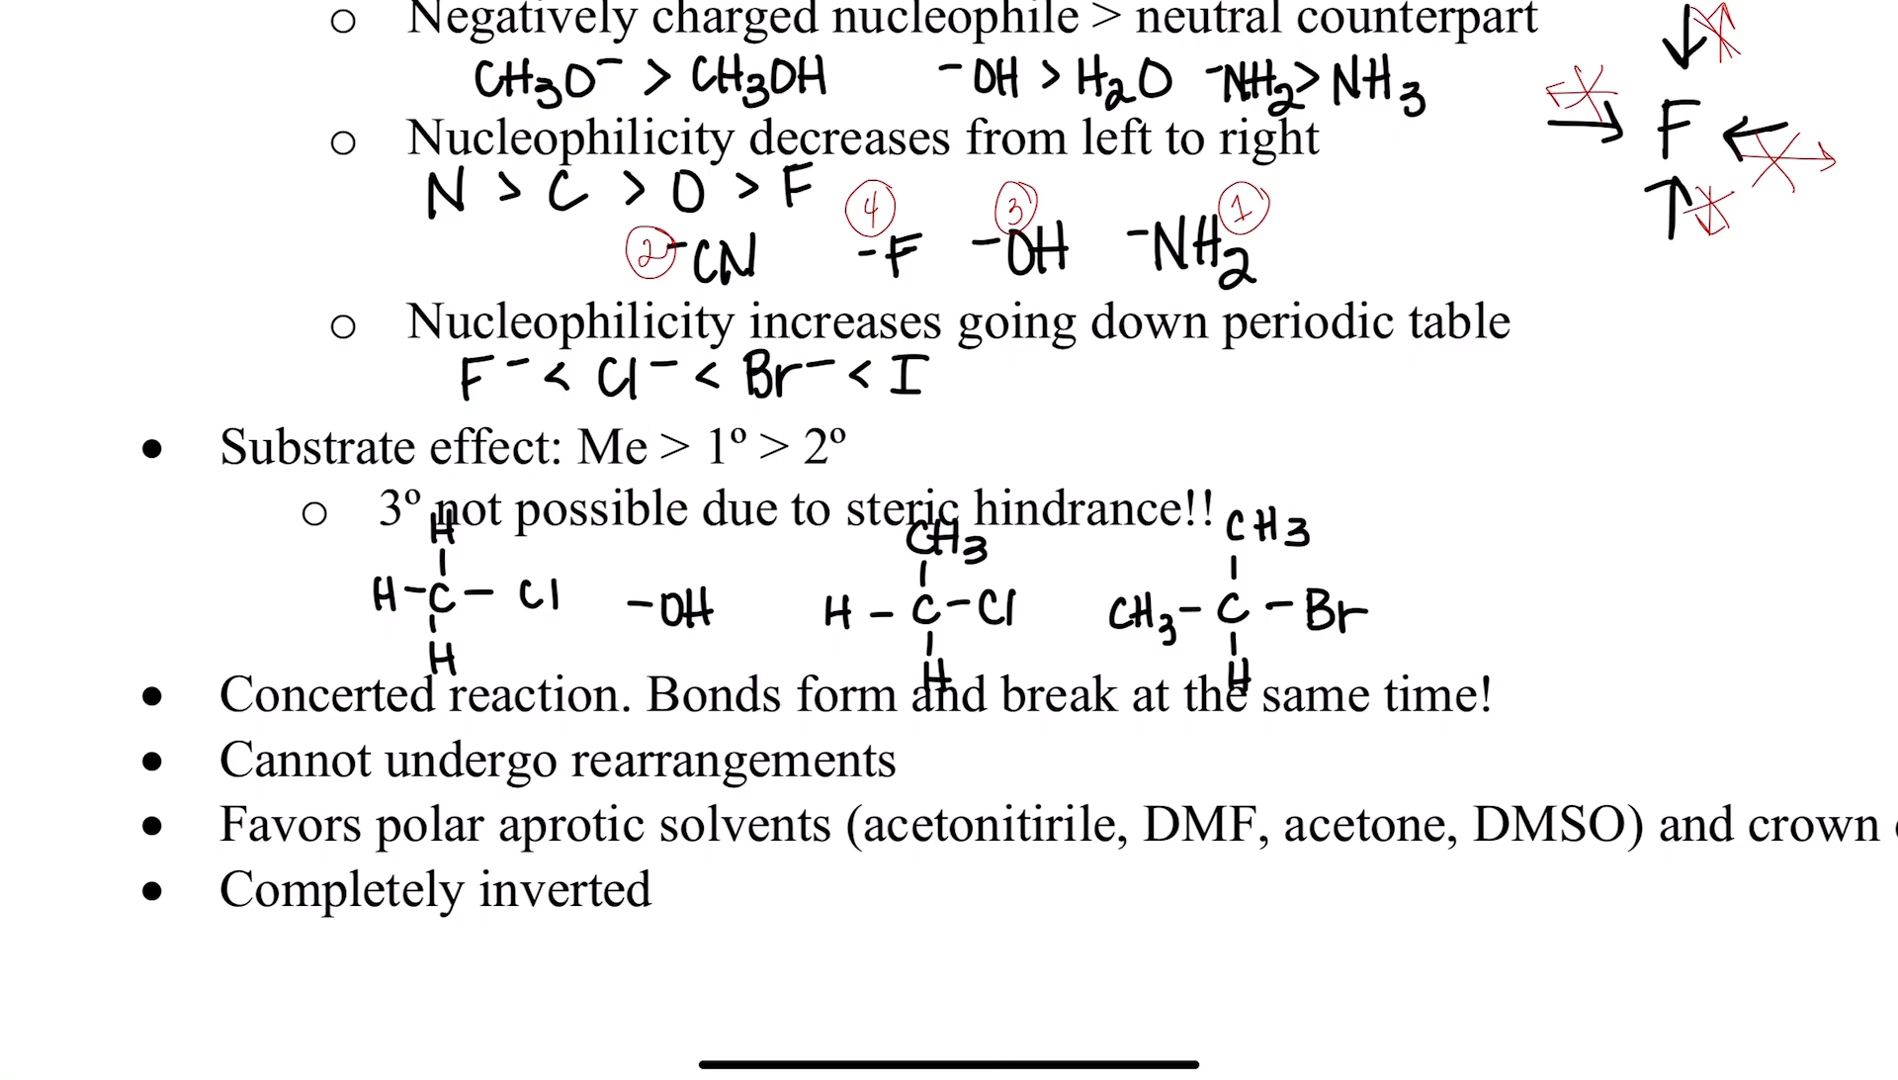 o Negatively charged nucleophile > neutral counterpart
CH₃O⁻ > CH₃OH ⁻OH > H₂O ⁻NH₂ > NH₃
F
o Nucleophilicity decreases from left to right
N > C > O > F
④ ③ ①
② ⁻CN -F -OH ⁻NH₂
o Nucleophilicity increases going down periodic table
F⁻ < Cl⁻ < Br⁻ < I
• Substrate effect: Me > 1º > 2º
o 3º not possible due to steric hindrance!!
H CH₃ CH₃
H-C-Cl -OH H-C-Cl CH₃-C-Br
H H H
• Concerted reaction. Bonds form and break at the same time!
• Cannot undergo rearrangements
• Favors polar aprotic solvents (acetonitirile, DMF, acetone, DMSO) and crown
• Completely inverted